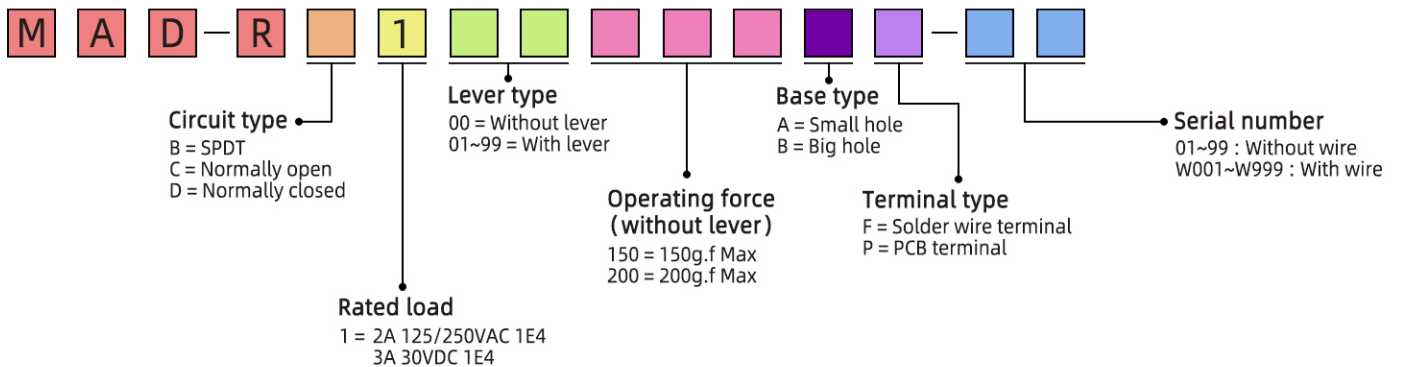 M A D - R 1
Circuit type
B = SPDT
C = Normally open
D = Normally closed
Rated load
1 = 2A 125/250VAC 1E4
3A 30VDC 1E4
Lever type
00 = Without lever
01~99 = With lever
Operating force
(without lever)
150 = 150g.f Max
200 = 200g.f Max
Base type
A = Small hole
B = Big hole
Terminal type
F = Solder wire terminal
P = PCB terminal
Serial number
01~99 : Without wire
W001~W999 : With wire